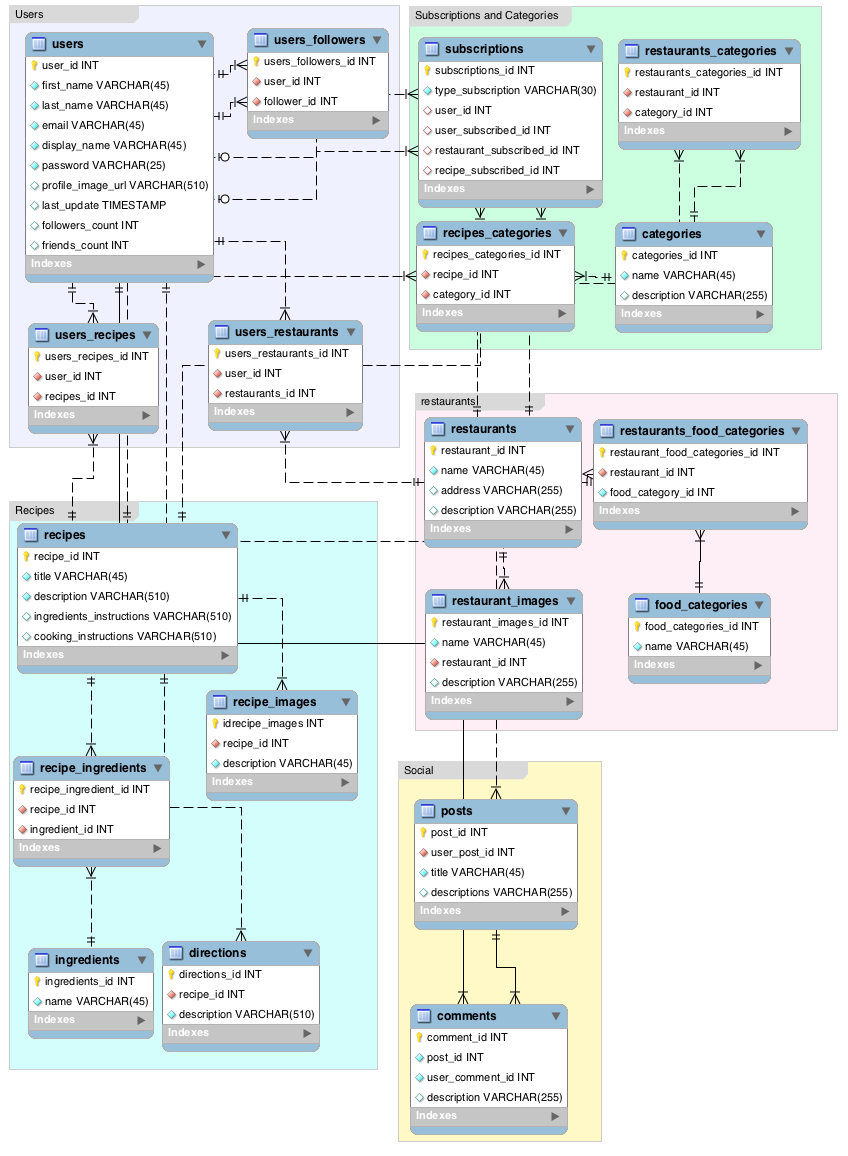 Users
users
user_id INT
first_name VARCHAR(45)
last_name VARCHAR(45)
email VARCHAR(45)
display_name VARCHAR(45)
password VARCHAR(25)
profile_image_url VARCHAR(510)
last_update TIMESTAMP
followers_count INT
friends_count INT
Indexes
users_followers
users_followers_id INT
user_id INT
follower_id INT
Indexes
users_recipes
users_recipes_id INT
user_id INT
recipes_id INT
Indexes
users_restaurants
users_restaurants_id INT
user_id INT
restaurants_id INT
Indexes
Subscriptions and Categories
subscriptions
subscriptions_id INT
type_subscription VARCHAR(30)
user_id INT
user_subscribed_id INT
restaurant_subscribed_id INT
recipe_subscribed_id INT
Indexes
restaurants_categories
restaurants_categories_id INT
restaurant_id INT
category_id INT
Indexes
recipes_categories
recipes_categories_id INT
recipe_id INT
category_id INT
Indexes
categories
categories_id INT
name VARCHAR(45)
description VARCHAR(255)
Indexes
restaurants
restaurants
restaurant_id INT
name VARCHAR(45)
address VARCHAR(255)
description VARCHAR(255)
Indexes
restaurants_food_categories
restaurant_food_categories_id INT
restaurant_id INT
food_category_id INT
Indexes
restaurant_images
restaurant_images_id INT
name VARCHAR(45)
restaurant_id INT
description VARCHAR(255)
Indexes
food_categories
food_categories_id INT
name VARCHAR(45)
Indexes
Recipes
recipes
recipe_id INT
title VARCHAR(45)
description VARCHAR(510)
ingredients_instructions VARCHAR(510)
cooking_instructions VARCHAR(510)
Indexes
recipe_images
idrecipe_images INT
recipe_id INT
description VARCHAR(45)
Indexes
recipe_ingredients
recipe_ingredient_id INT
recipe_id INT
ingredient_id INT
Indexes
ingredients
ingredients_id INT
name VARCHAR(45)
Indexes
directions
directions_id INT
recipe_id INT
description VARCHAR(510)
Indexes
Social
posts
post_id INT
user_post_id INT
title VARCHAR(45)
descriptions VARCHAR(255)
Indexes
comments
comment_id INT
post_id INT
user_comment_id INT
description VARCHAR(255)
Indexes